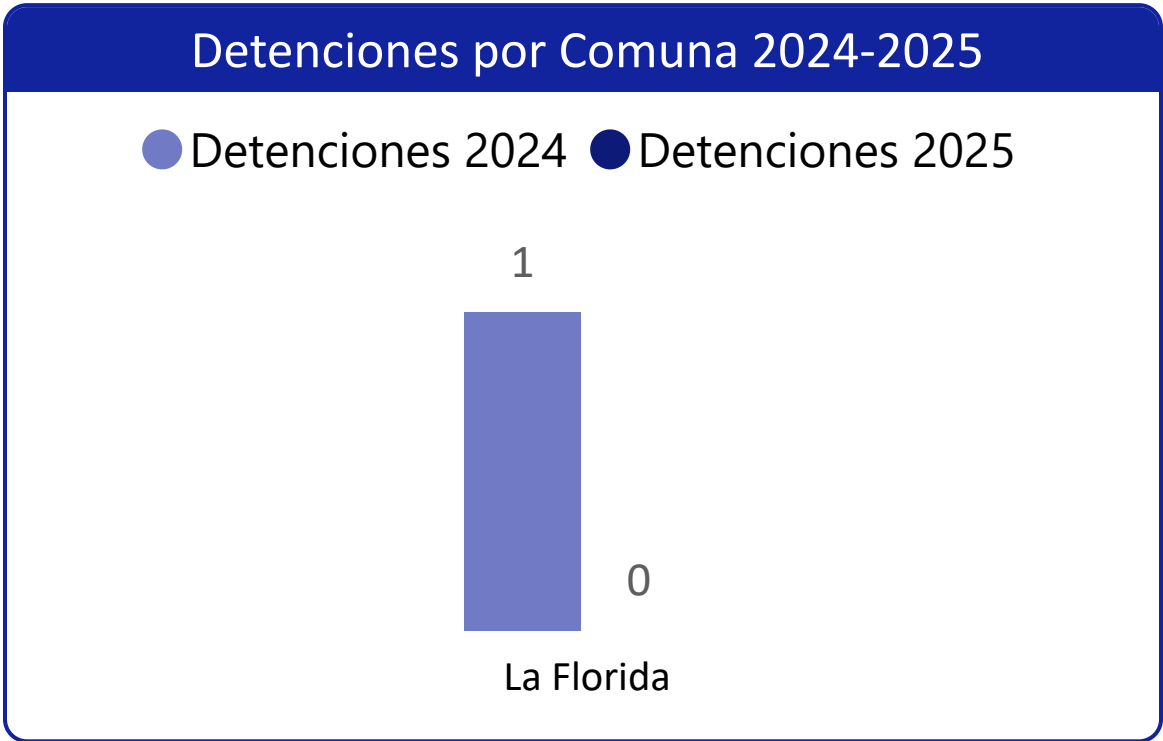 Detenciones por Comuna 2024-2025
Detenciones 2024 Detenciones 2025
1
0
La Florida